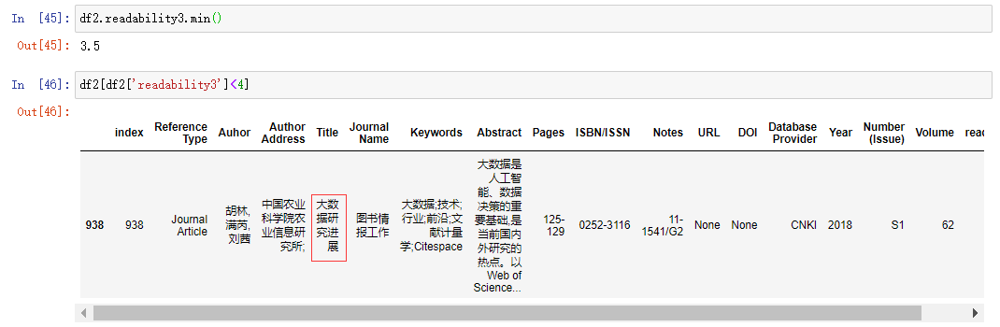 In [45]: df2.readability3.min()
Out[45]: 3.5
In [46]: df2[df2['readability3']<4]
Out[46]:
index Reference Type Auhor Author Address Title Journal Name Keywords Abstract Pages ISBN/ISSN Notes URL DOI Database Provider Year Number (Issue) Volume reac
938 938 Journal Article 胡林, 满芮, 刘茜 中国农业科学院农业信息研究所; 大数据研究进展 图书情报工作 大数据;技术;行业;前沿;文献计量学;Citespace 大数据是人工智能、数据决策的重要基础,是当前国内外研究的热点。以Web of Science... 125-129 0252-3116 11-1541/G2 None None CNKI 2018 S1 62